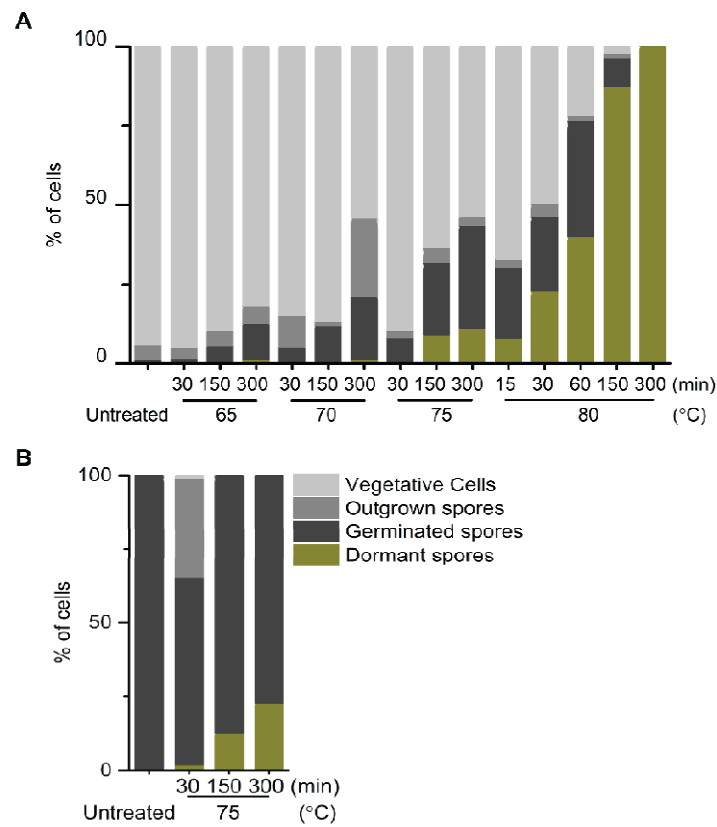 A
100
50
0
% of cells
30 150 300 30 150 300 30 150 300 15 30 60 150 300 (min)
Untreated 65 70 75 80 (°C)
B
100
50
0
% of cells
Vegetative Cells
Outgrown spores
Germinated spores
Dormant spores
30 150 300 (min)
Untreated 75 (°C)